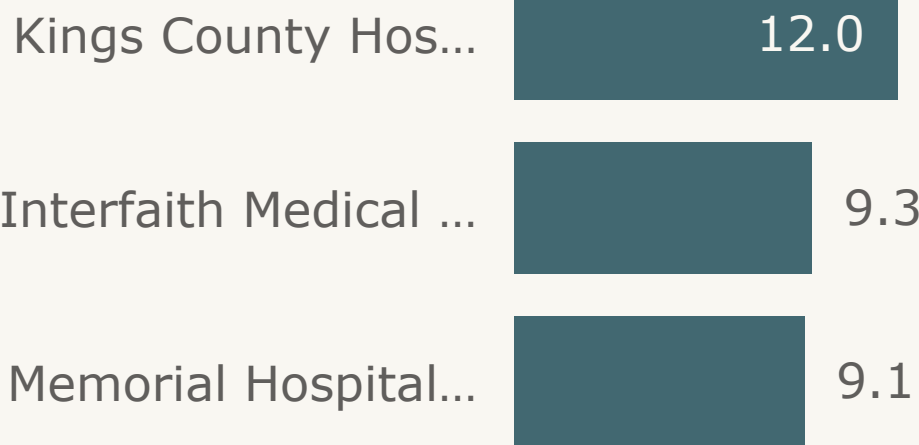 Kings County Hos… 12.0
Interfaith Medical … 9.3
Memorial Hospital… 9.1